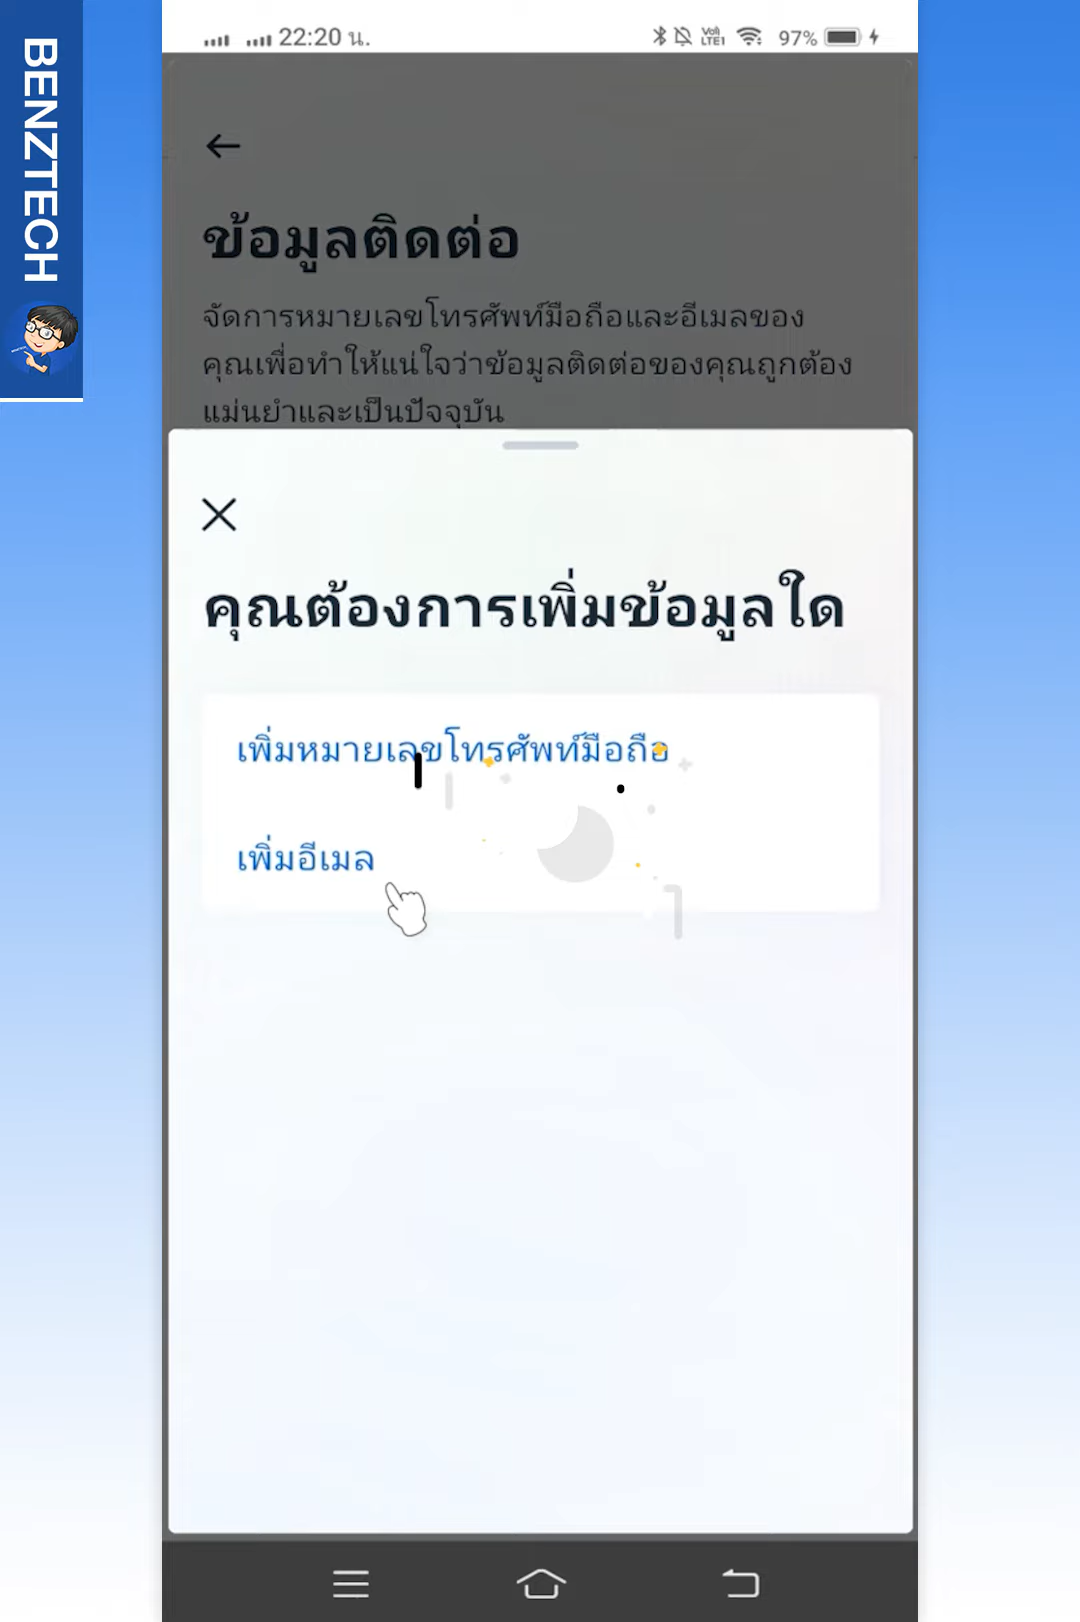 BENZTECH
22:20 น.
Vo) LTE1
97%
ข้อมูลติดต่อ
จัดการหมายเลขโทรศัพท์มือถือและอีเมลของ
คุณเพื่อทำให้แน่ใจว่าข้อมูลติดต่อของคุณถูกต้อง
แม่นยำและเป็นปัจจุบัน
คุณต้องการเพิ่มข้อมูลใด
เพิ่มหมายเลขโทรศัพท์มือถือ
เพิ่มอีเมล